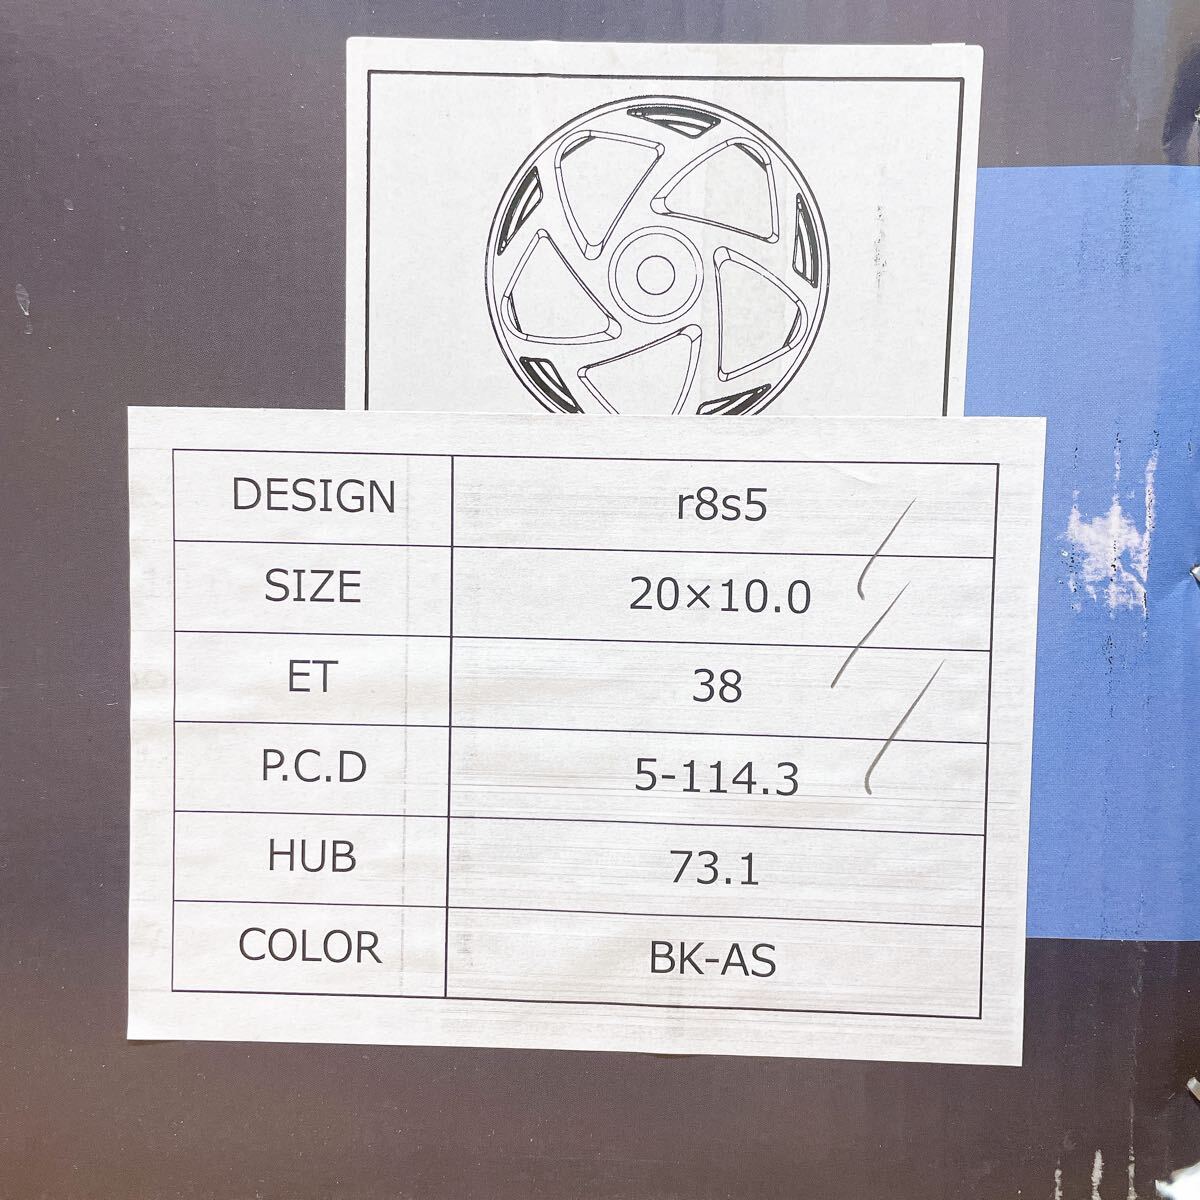 DESIGN r8s5
SIZE 20×10.0
ET 38
P.C.D 5-114.3
HUB 73.1
COLOR BK-AS